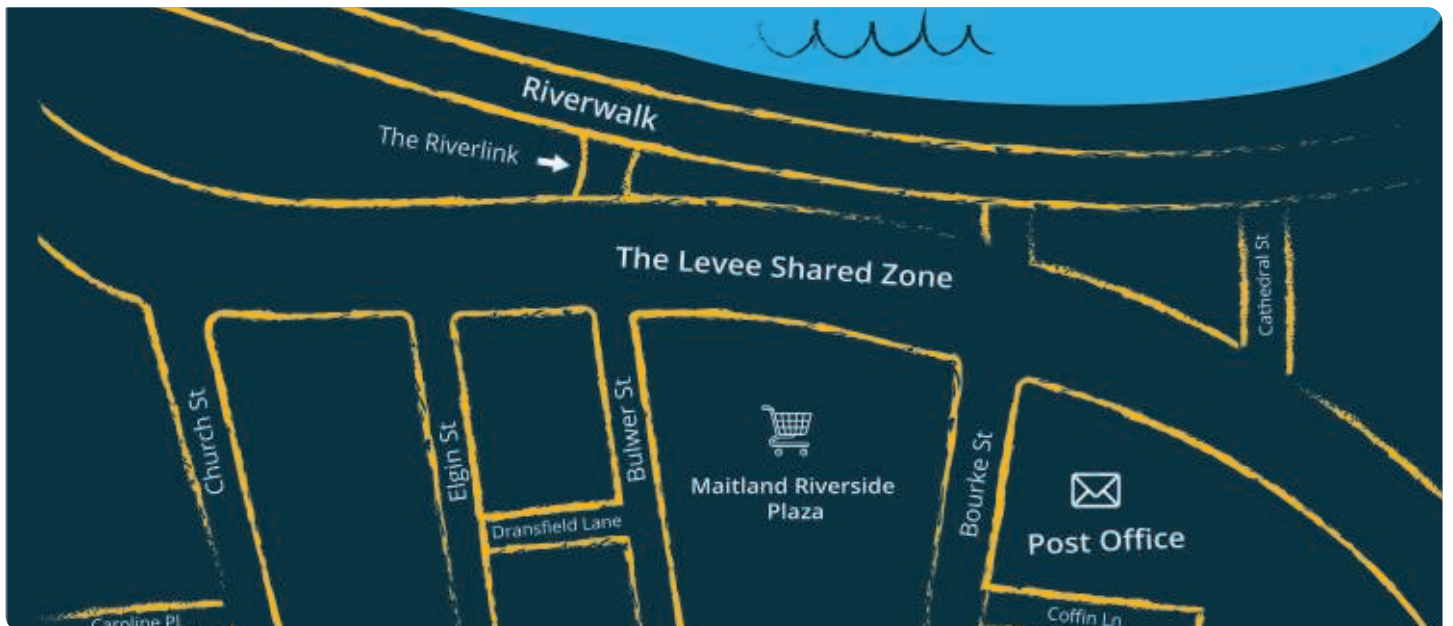 Riverwalk
The Riverlink
The Levee Shared Zone
Cathedral St
Church St
Elgin St
Bulwer St
Bourke St
Maitland Riverside
Plaza
Dransfield Lane
Post Office
Caroline Pl
Coffin Ln